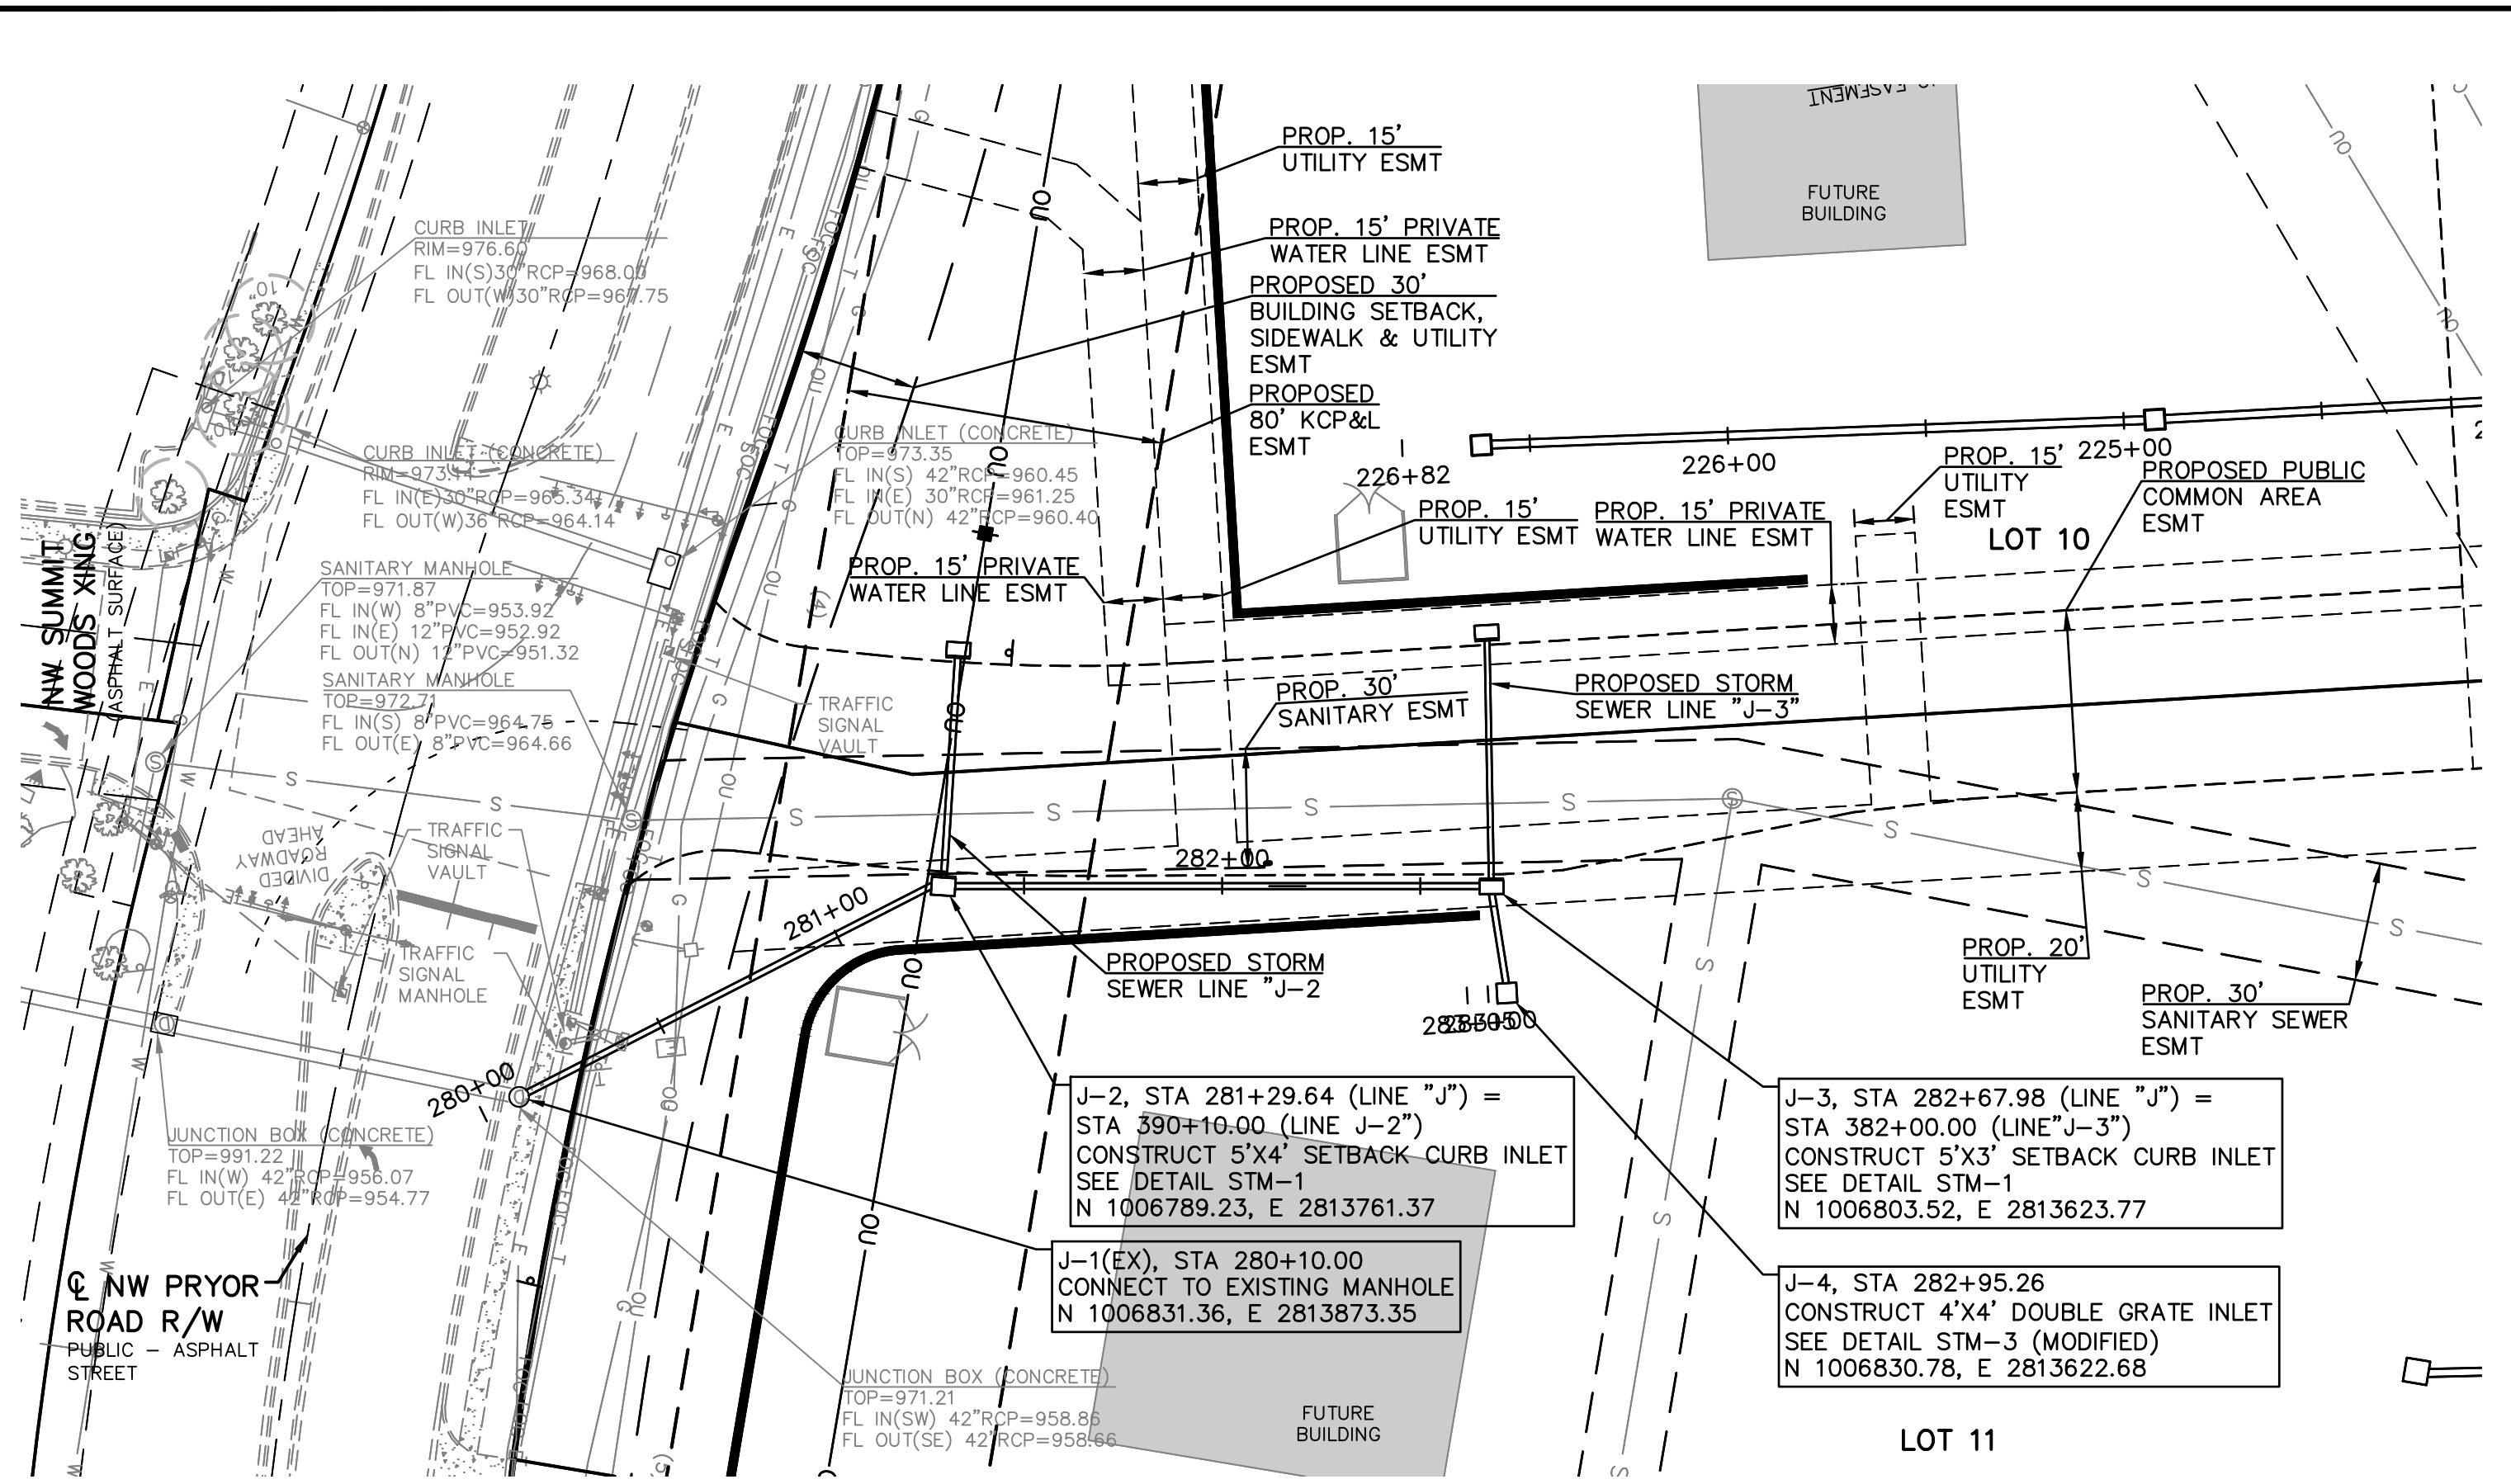 PROP. 15'
UTILITY ESMT
EASEMENT
FUTURE
BUILDING
CURB INLET
RIM=976.60
FL IN(S)30"RCP=968.00
FL OUT(W)30"RCP=967.75
PROP. 15' PRIVATE
WATER LINE ESMT
PROPOSED 30'
BUILDING SETBACK,
SIDEWALK & UTILITY
ESMT
PROPOSED
80' KCP&L
ESMT
CURB INLET (CONCRETE)
TOP=973.35
FL IN(S) 42"RCP=960.45
FL IN(E) 30"RCP=961.25
FL OUT(N) 42"RCP=960.40
CURB INLET (CONCRETE)
FL IN(E)30"RCP=965.34
FL OUT(W)36"RCP=964.14
226+82
226+00
225+00
PROP. 15'
UTILITY
ESMT
PROPOSED PUBLIC
COMMON AREA
ESMT
LOT 10
PROP. 15'
UTILITY ESMT
PROP. 15' PRIVATE
WATER LINE ESMT
PROP. 15' PRIVATE
WATER LINE ESMT
NW SUMMIT
WOODS XING
(ASPHALT SURFACE)
SANITARY MANHOLE
TOP=971.87
FL IN(W) 8"PVC=953.92
FL IN(E) 12"PVC=952.92
FL OUT(N) 12"PVC=951.32
SANITARY MANHOLE
TOP=972.71
FL IN(S) 8"PVC=964.75
FL OUT(E) 8"PVC=964.66
TRAFFIC
SIGNAL
VAULT
PROP. 30'
SANITARY ESMT
PROPOSED STORM
SEWER LINE "J-3"
DIVIDED
ROADWAY
AHEAD
TRAFFIC
SIGNAL
VAULT
282+00
281+00
TRAFFIC
SIGNAL
MANHOLE
PROPOSED STORM
SEWER LINE "J-2
PROP. 20'
UTILITY
ESMT
PROP. 30'
SANITARY SEWER
ESMT
280+00
J-2, STA 281+29.64 (LINE "J") =
STA 390+10.00 (LINE J-2")
CONSTRUCT 5'X4' SETBACK CURB INLET
SEE DETAIL STM-1
N 1006789.23, E 2813761.37
J-3, STA 282+67.98 (LINE "J") =
STA 382+00.00 (LINE"J-3")
CONSTRUCT 5'X3' SETBACK CURB INLET
SEE DETAIL STM-1
N 1006803.52, E 2813623.77
JUNCTION BOX (CONCRETE)
TOP=991.22
FL IN(W) 42"RCP=956.07
FL OUT(E) 42"RCP=954.77
J-1(EX), STA 280+10.00
CONNECT TO EXISTING MANHOLE
N 1006831.36, E 2813873.35
J-4, STA 282+95.26
CONSTRUCT 4'X4' DOUBLE GRATE INLET
SEE DETAIL STM-3 (MODIFIED)
N 1006830.78, E 2813622.68
℄ NW PRYOR
ROAD R/W
PUBLIC - ASPHALT
STREET
JUNCTION BOX (CONCRETE)
TOP=971.21
FL IN(SW) 42"RCP=958.86
FL OUT(SE) 42"RCP=958.66
FUTURE
BUILDING
LOT 11